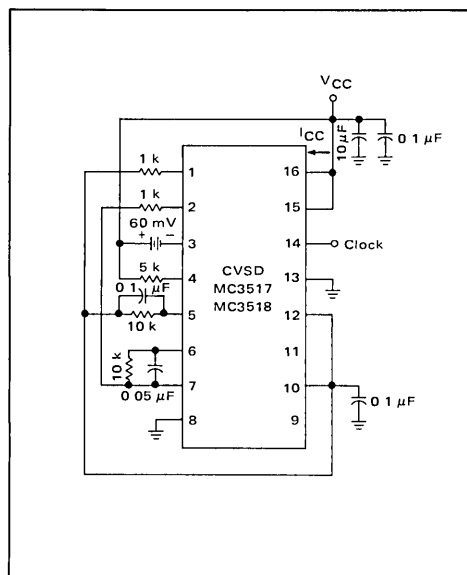 VCC
ICC
10 μF
0 1 μF
1 k
1
16
1 k
2
15
60 mV
+ -
3
14
Clock
5 k
4
CVSD
MC3517
MC3518
13
0 1 μF
5
12
10 k
6
11
10 k
7
10
0 1 μF
0 05 μF
8
9